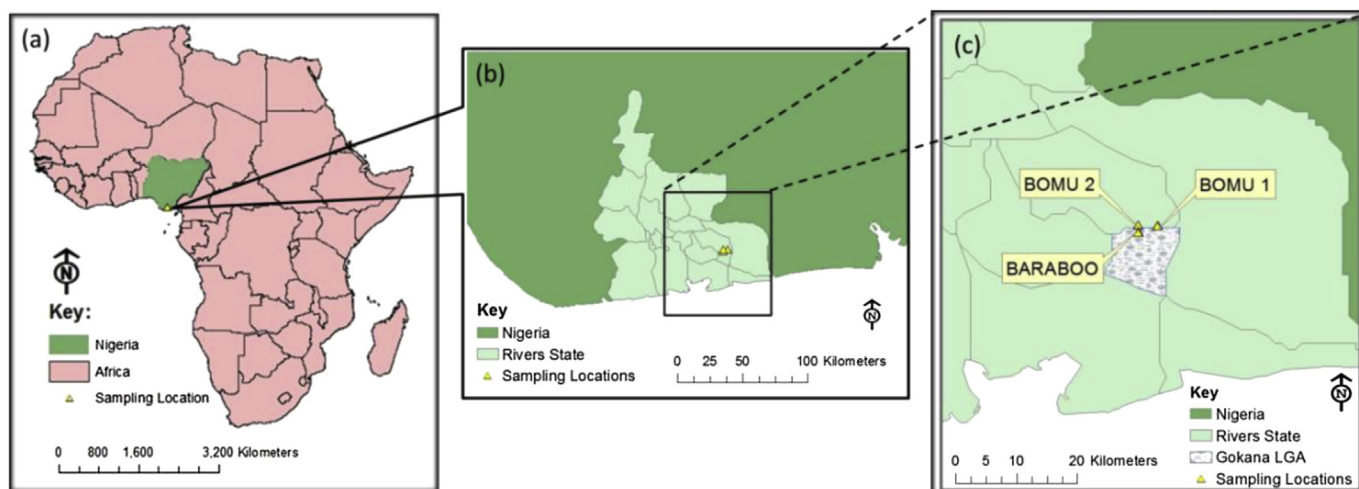 (a)
N
Key:
Nigeria
Africa
Sampling Location
0 800 1,600 3,200 Kilometers
(b)
Key
Nigeria
Rivers State
Sampling Locations
N
0 25 50 100 Kilometers
(c)
BOMU 2
BOMU 1
BARABOO
N
Key
Nigeria
Rivers State
Gokana LGA
Sampling Locations
0 5 10 20 Kilometers